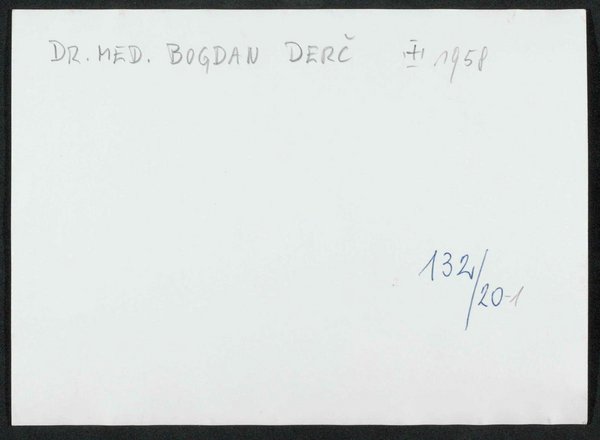 DR. MED. BOGDAN DERČ ✝ 1958
132/20-1